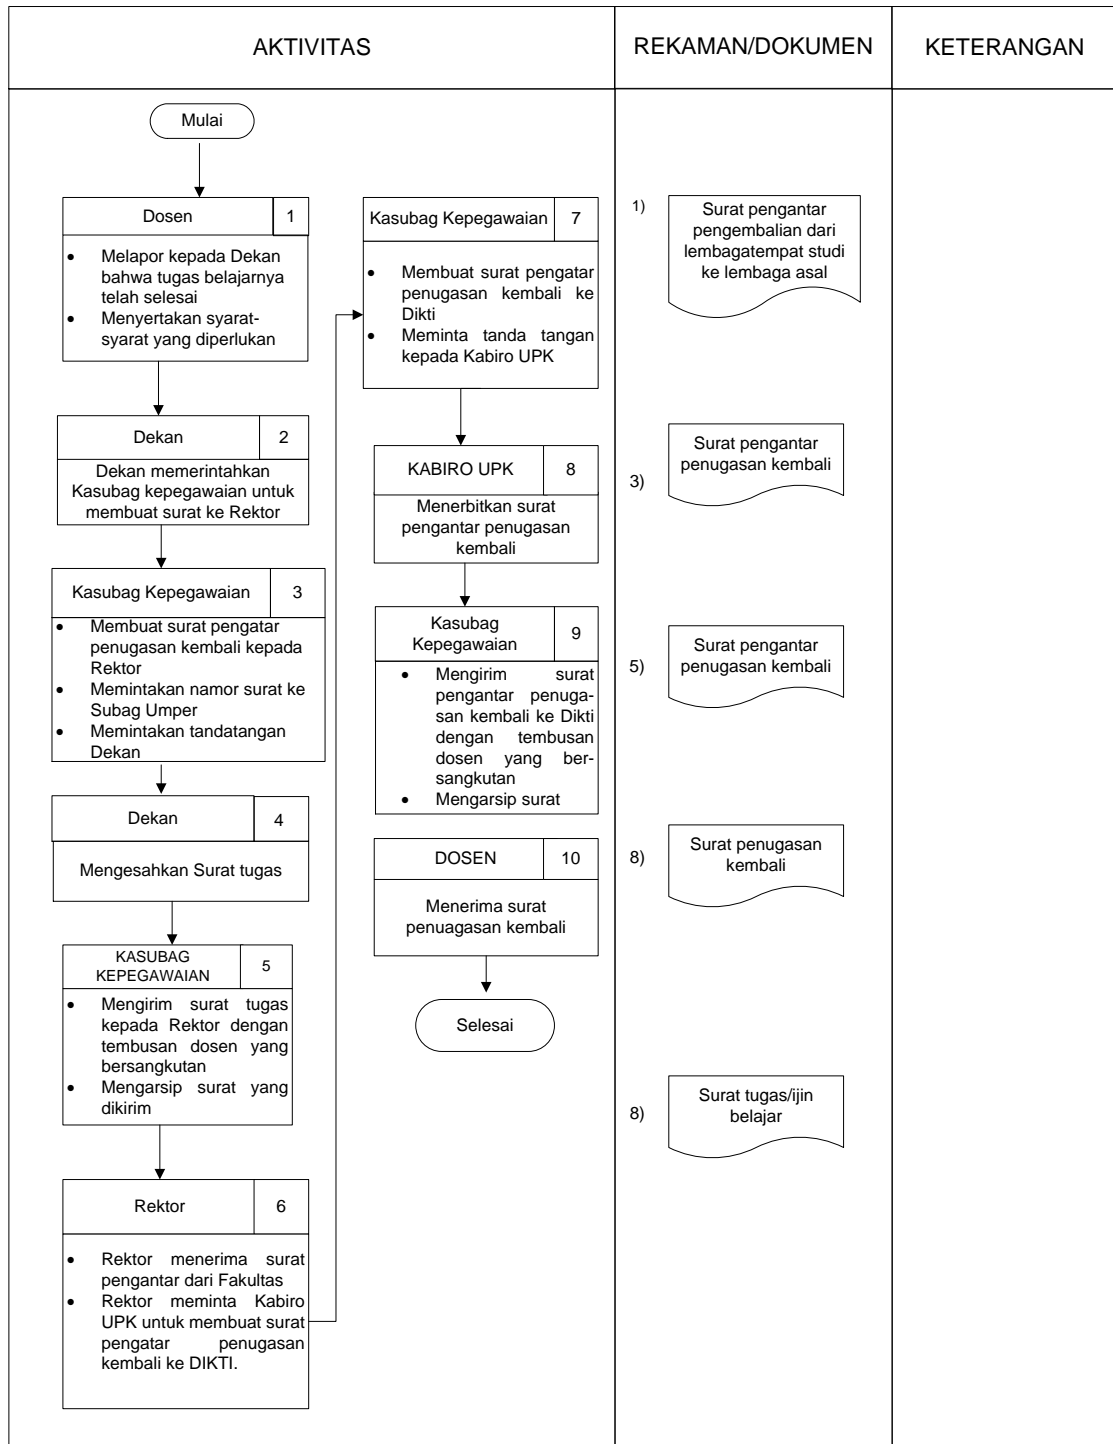 AKTIVITAS
REKAMAN/DOKUMEN
KETERANGAN
Mulai
Dosen
1
• Melapor kepada Dekan
bahwa tugas belajarnya
telah selesai
• Menyertakan syarat-
syarat yang diperlukan
Dekan
2
Dekan memerintahkan
Kasubag kepegawaian untuk
membuat surat ke Rektor
Kasubag Kepegawaian
3
• Membuat surat pengatar
penugasan kembali kepada
Rektor
• Memintakan namor surat ke
Subag Umper
• Memintakan tandatangan
Dekan
Dekan
4
Mengesahkan Surat tugas
KASUBAG
KEPEGAWAIAN
5
• Mengirim surat tugas
kepada Rektor dengan
tembusan dosen yang
bersangkutan
• Mengarsip surat yang
dikirim
Rektor
6
• Rektor menerima surat
pengantar dari Fakultas
• Rektor meminta Kabiro
UPK untuk membuat surat
pengatar penugasan
kembali ke DIKTI.
Kasubag Kepegawaian
7
• Membuat surat pengatar
penugasan kembali ke
Dikti
• Meminta tanda tangan
kepada Kabiro UPK
KABIRO UPK
8
Menerbitkan surat
pengantar penugasan
kembali
Kasubag
Kepegawaian
9
• Mengirim surat
pengantar penuga-
san kembali ke Dikti
dengan tembusan
dosen yang ber-
sangkutan
• Mengarsip surat
DOSEN
10
Menerima surat
penuagasan kembali
Selesai
1)
Surat pengantar
pengembalian dari
lembagatempat studi
ke lembaga asal
3)
Surat pengantar
penugasan kembali
5)
Surat pengantar
penugasan kembali
8)
Surat penugasan
kembali
8)
Surat tugas/ijin
belajar